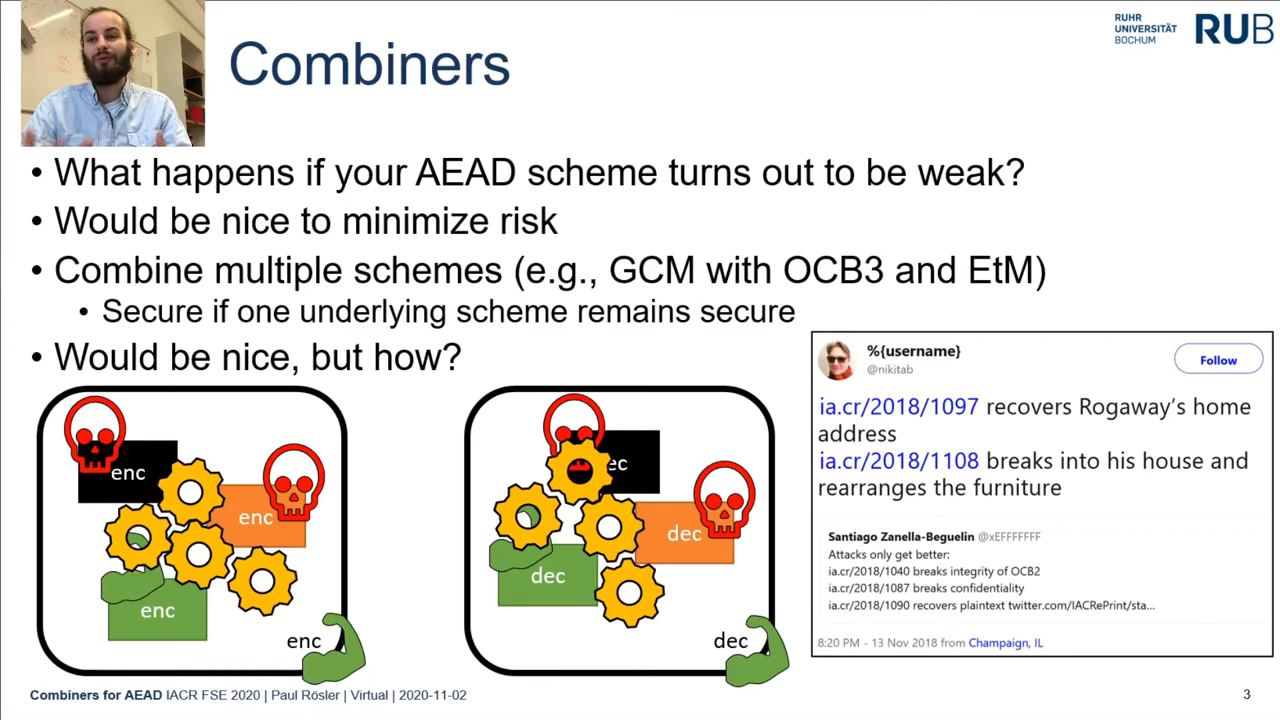 RUHR
UNIVERSITÄT
BOCHUM
RUB
Combiners
• What happens if your AEAD scheme turns out to be weak?
• Would be nice to minimize risk
• Combine multiple schemes (e.g., GCM with OCB3 and EtM)
• Secure if one underlying scheme remains secure
• Would be nice, but how?
enc
enc
enc
enc
ec
dec
dec
dec
%{username}
@nikitab
Follow
ia.cr/2018/1097 recovers Rogaway's home
address
ia.cr/2018/1108 breaks into his house and
rearranges the furniture
Santiago Zanella-Beguelin @xEFFFFFFF
Attacks only get better:
ia.cr/2018/1040 breaks integrity of OCB2
ia.cr/2018/1087 breaks confidentiality
ia.cr/2018/1090 recovers plaintext twitter.com/IACRePrint/sta...
8:20 PM - 13 Nov 2018 from Champaign, IL
Combiners for AEAD IACR FSE 2020 | Paul Rösler | Virtual | 2020-11-02
3